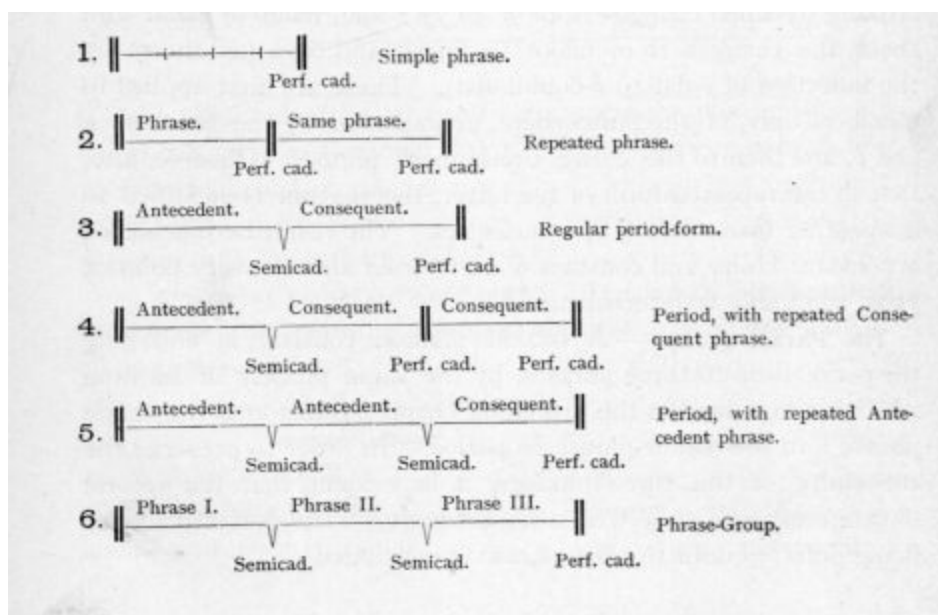 1.
Simple phrase.
Perf. cad.
2. Phrase. Same phrase.
Repeated phrase.
Perf. cad. Perf. cad.
3. Antecedent. Consequent.
Regular period-form.
Semicad. Perf. cad.
4. Antecedent. Consequent. Consequent.
Period, with repeated Conse-
quent phrase.
Semicad. Perf. cad. Perf. cad.
5. Antecedent. Antecedent. Consequent.
Period, with repeated Ante-
cedent phrase.
Semicad. Semicad. Perf. cad.
6. Phrase I. Phrase II. Phrase III.
Phrase-Group.
Semicad. Semicad. Perf. cad.